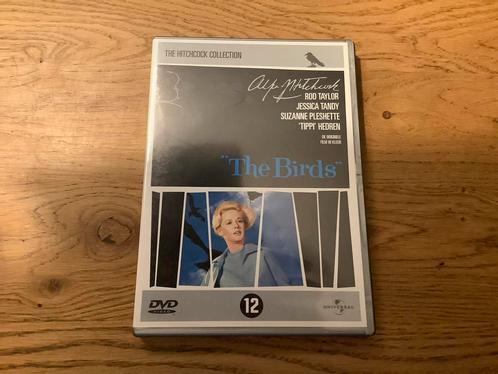 THE HITCHCOCK COLLECTION
Alfred Hitchcock
ROD TAYLOR
JESSICA TANDY
SUZANNE PLESHETTE
'TIPPI' HEDREN
DE ORIGINELE
FILM IN KLEUR
"The Birds"
DVD
VIDEO
12
UNIVERSAL